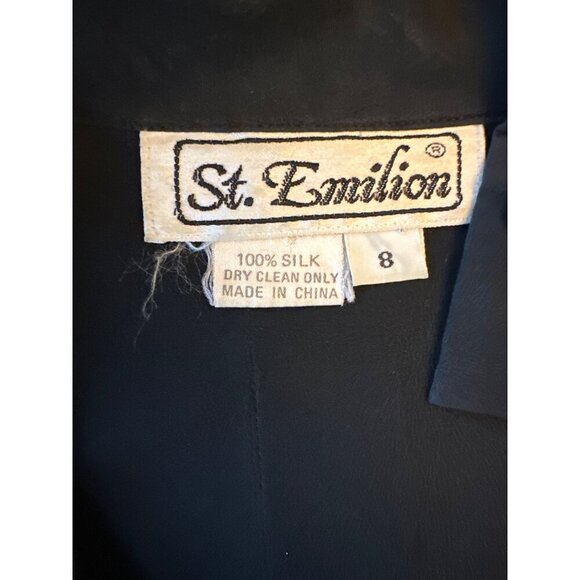 St. Emilion ®
100% SILK
DRY CLEAN ONLY
MADE IN CHINA
8